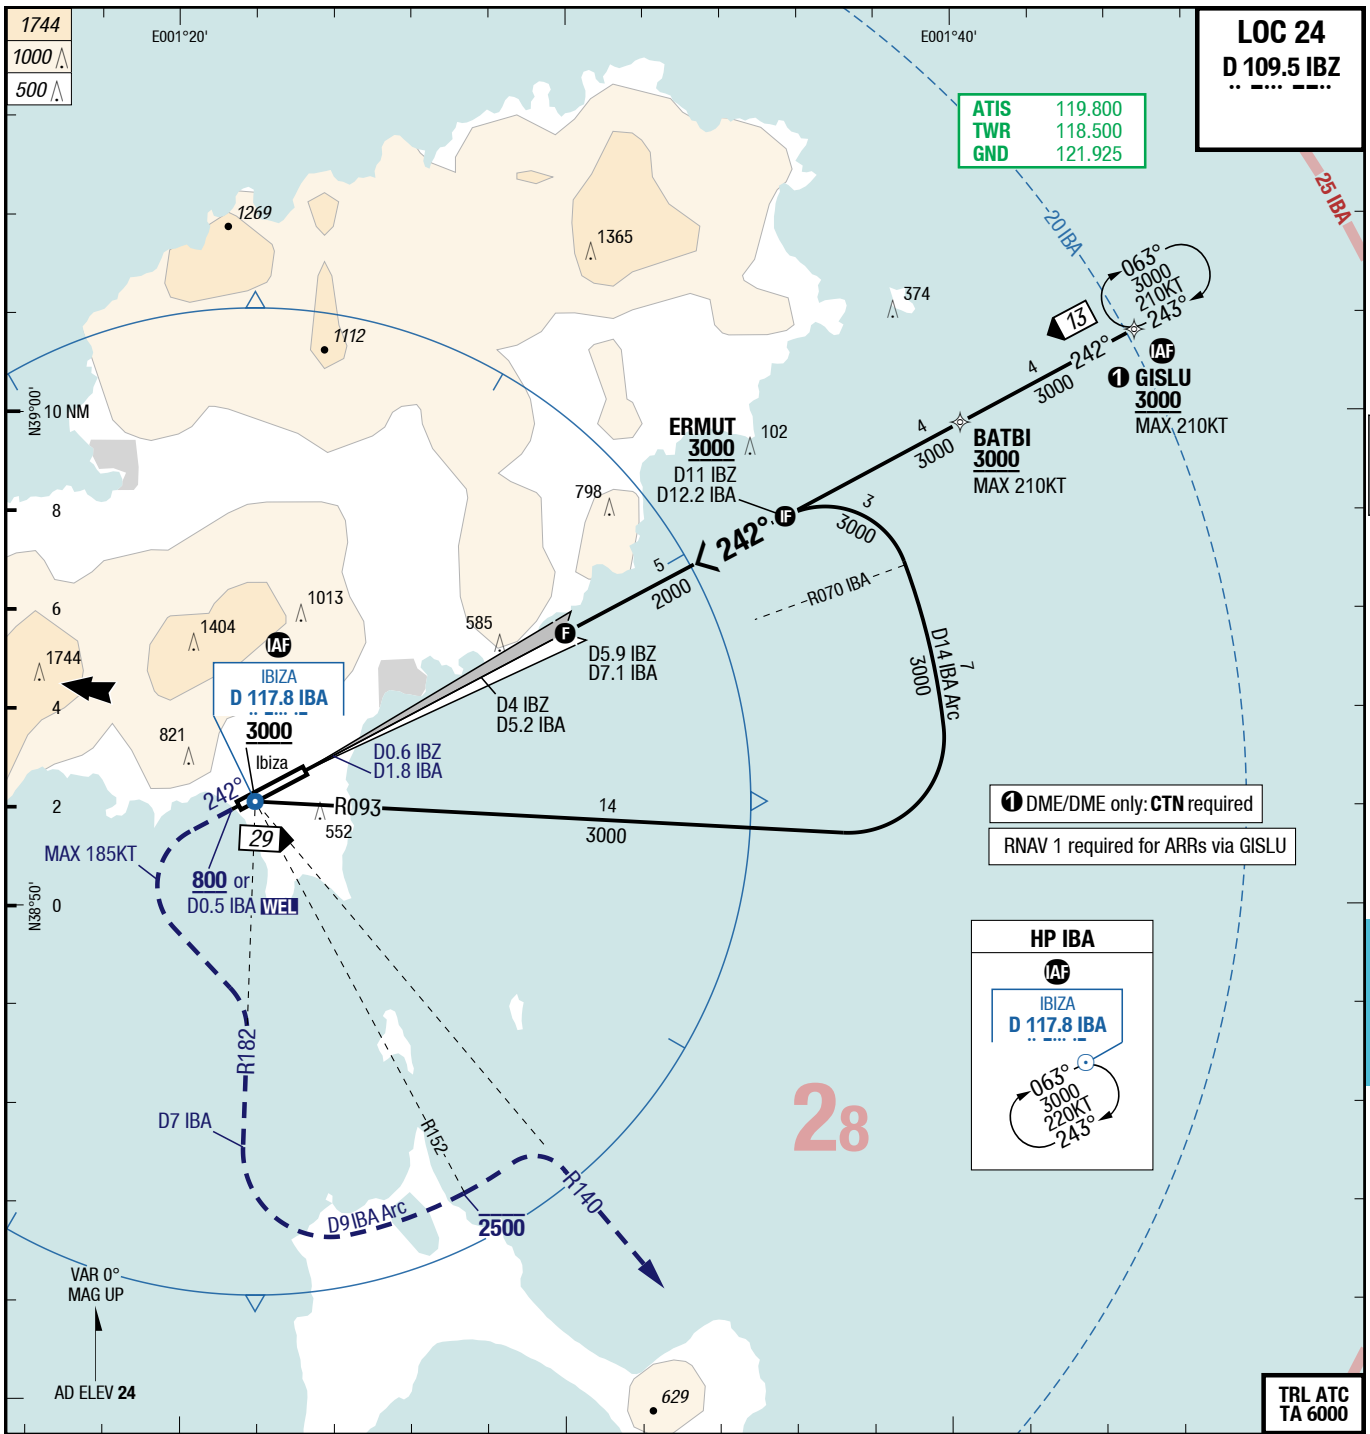 1744
1000
500
E001°20'
E001°40'
LOC 24
D 109.5 IBZ
ATIS 119.800
TWR 118.500
GND 121.925
25 IBA
20 IBA
1269
1365
374
1112
063°
3000
210KT
243°
13
242°
IAF
1 GISLU
3000
MAX 210KT
4
3000
4
3000
BATBI
3000
MAX 210KT
N39°00'
10 NM
ERMUT
3000
D11 IBZ
D12.2 IBA
102
798
IF
3
3000
242°
8
5
2000
R070 IBA
6
1013
1404
585
F
D5.9 IBZ
D7.1 IBA
7
D14 IBA Arc
3000
IAF
1744
IBIZA
D 117.8 IBA
3000
4
D4 IBZ
D5.2 IBA
821
Ibiza
D0.6 IBZ
D1.8 IBA
242°
2
R093
14
3000
552
29
1 DME/DME only: CTN required
RNAV 1 required for ARRs via GISLU
MAX 185KT
800 or
D0.5 IBA WEL
N38°50'
0
HP IBA
IAF
IBIZA
D 117.8 IBA
063°
3000
220KT
243°
R182
28
D7 IBA
R152
R140
D9 IBA Arc
2500
VAR 0°
MAG UP
AD ELEV 24
629
TRL ATC
TA 6000